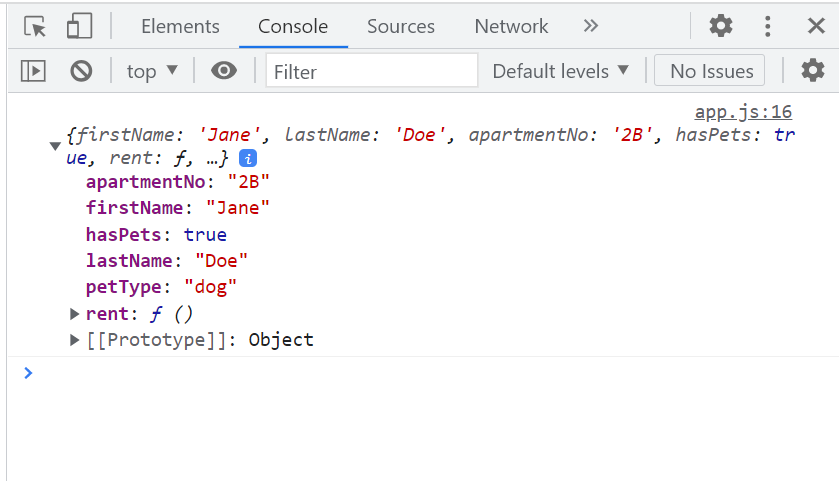 Elements Console Sources Network »
top ▼ Filter Default levels ▼ No Issues
app.js:16
{firstName: 'Jane', lastName: 'Doe', apartmentNo: '2B', hasPets: tr
ue, rent: ƒ, …} i
apartmentNo: "2B"
firstName: "Jane"
hasPets: true
lastName: "Doe"
petType: "dog"
rent: ƒ ()
[[Prototype]]: Object